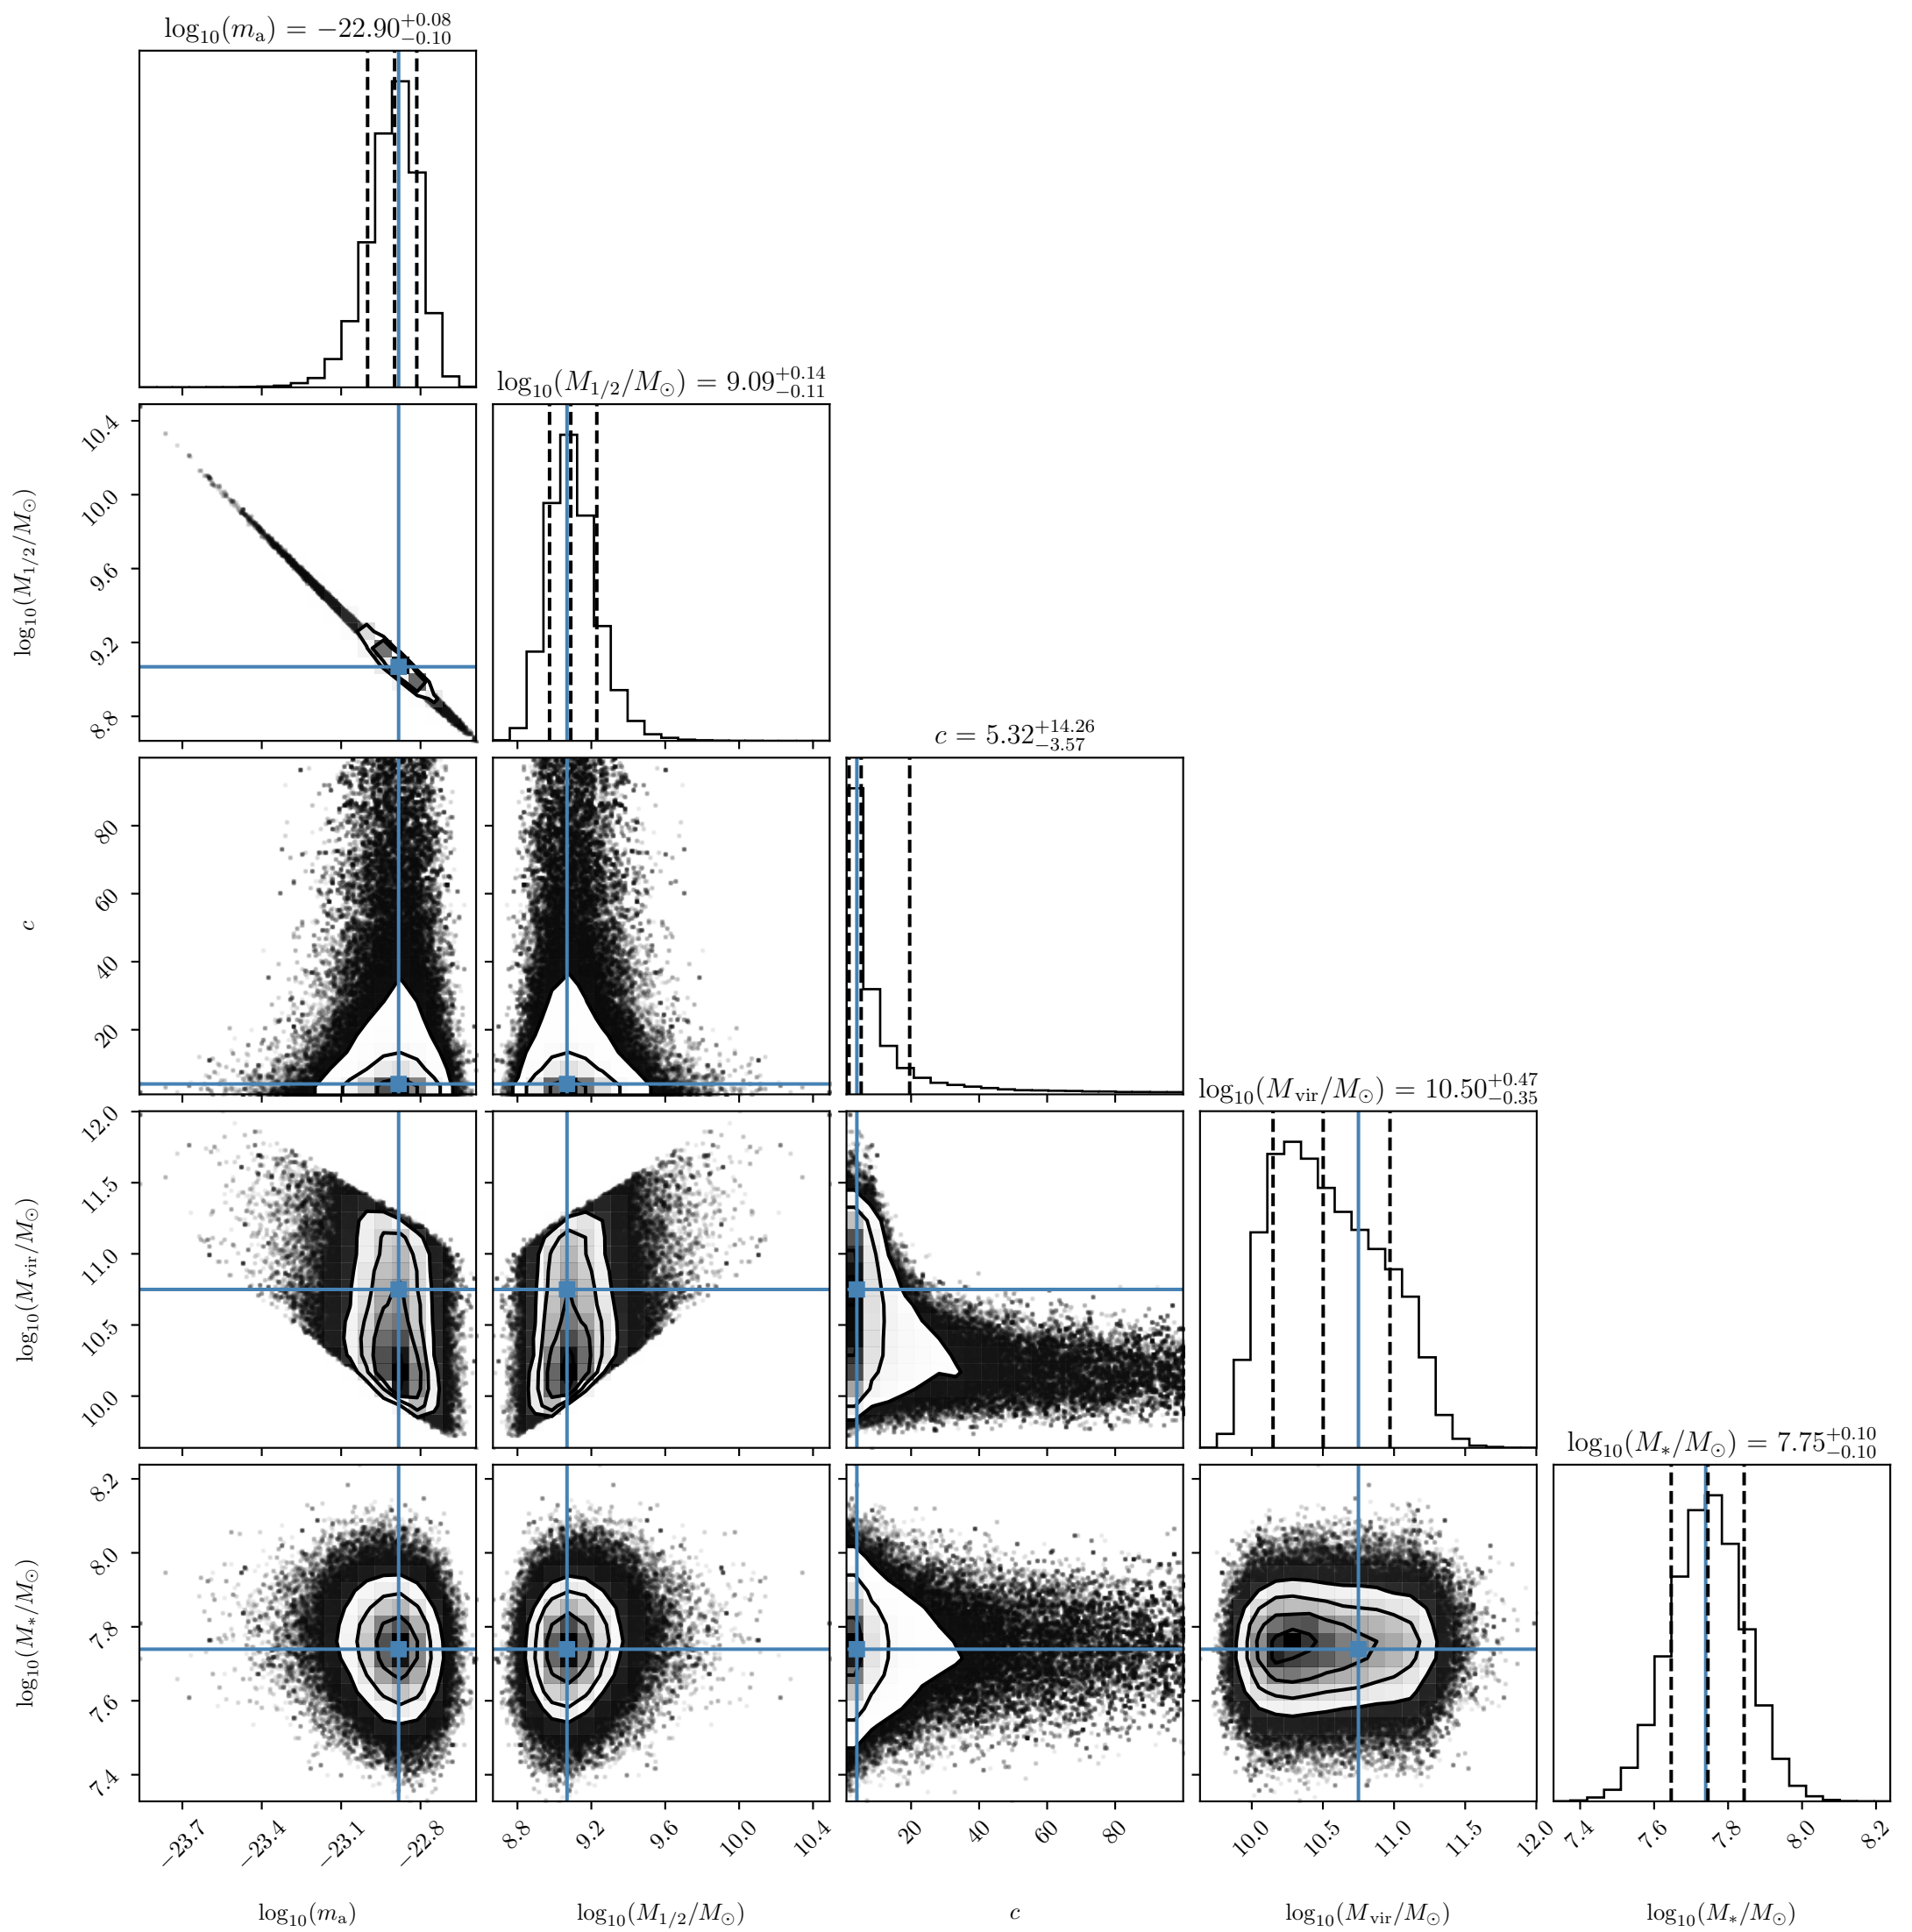 log₁₀(mₐ) = −22.90⁺⁰·⁰⁸₋₀.₁₀
10.4
log₁₀(M₁/₂/M⊙) = 9.09⁺⁰·¹⁴₋₀.₁₁
10.0
log₁₀(M₁/₂/M⊙)
9.6
9.2
8.8
c = 5.32⁺¹⁴·²⁶₋₃.₅₇
80
60
c
40
20
log₁₀(Mᵥᵢᵣ/M⊙) = 10.50⁺⁰·⁴⁷₋₀.₃₅
12.0
11.5
log₁₀(Mᵥᵢᵣ/M⊙)
11.0
10.5
10.0
log₁₀(M*/M⊙) = 7.75⁺⁰·¹⁰₋₀.₁₀
8.2
8.0
log₁₀(M*/M⊙)
7.8
7.6
7.4
−23.7 −23.4 −23.1 −22.8 8.8 9.2 9.6 10.0 10.4 20 40 60 80 10.0 10.5 11.0 11.5 12.0 7.4 7.6 7.8 8.0 8.2
log₁₀(mₐ) log₁₀(M₁/₂/M⊙) c log₁₀(Mᵥᵢᵣ/M⊙) log₁₀(M*/M⊙)